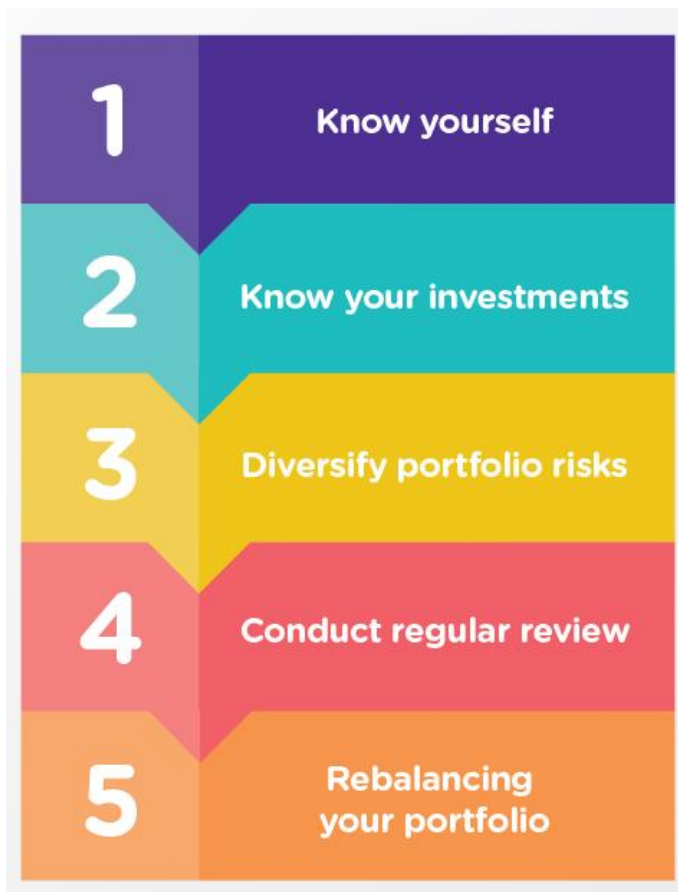 1
Know yourself
2
Know your investments
3
Diversify portfolio risks
4
Conduct regular review
5
Rebalancing
your portfolio